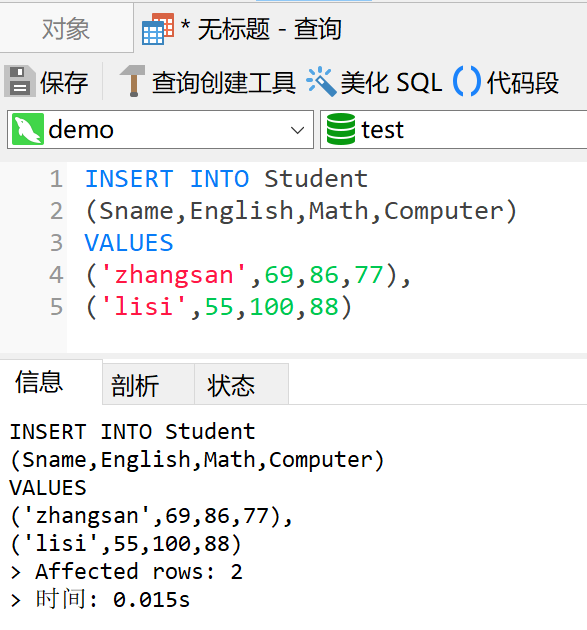 对象 * 无标题 - 查询
保存 查询创建工具 美化 SQL 代码段
demo test
1 INSERT INTO Student
2 (Sname,English,Math,Computer)
3 VALUES
4 ('zhangsan',69,86,77),
5 ('lisi',55,100,88)
信息 剖析 状态
INSERT INTO Student
(Sname,English,Math,Computer)
VALUES
('zhangsan',69,86,77),
('lisi',55,100,88)
> Affected rows: 2
> 时间: 0.015s